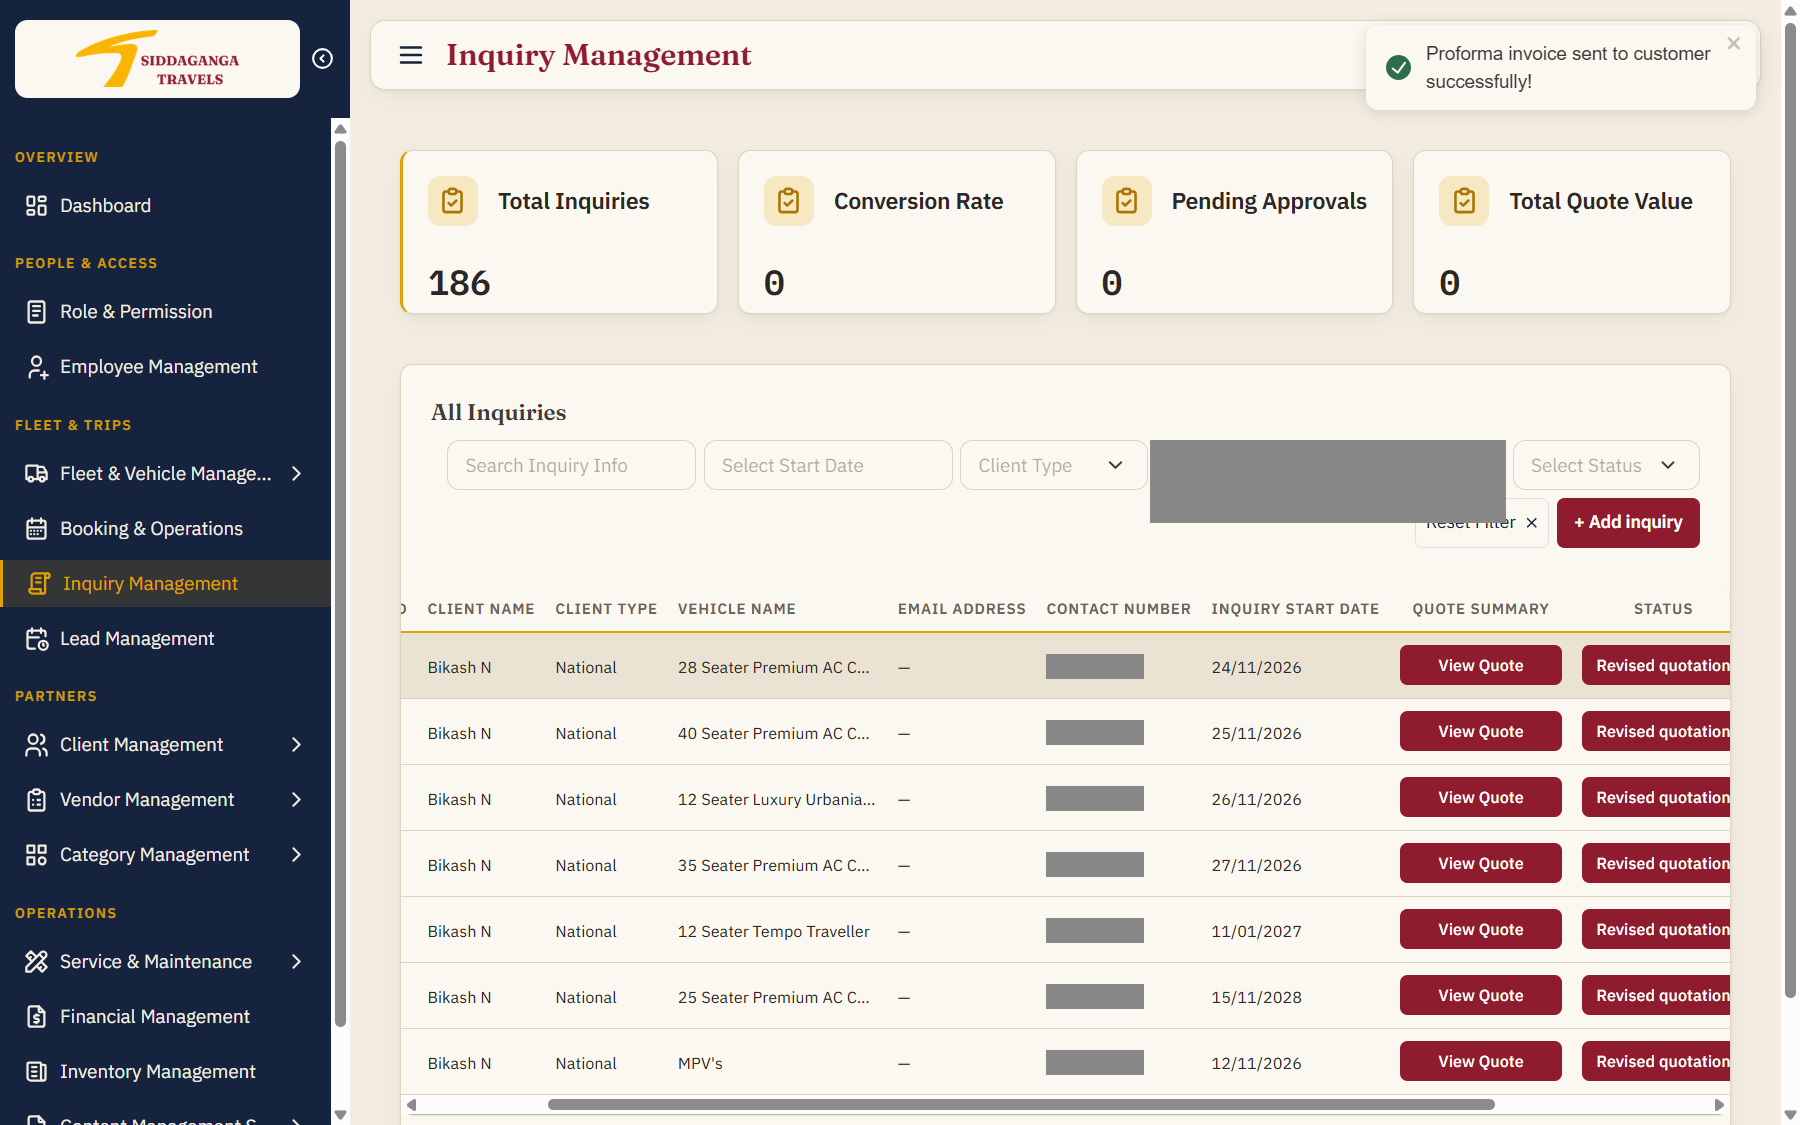 SIDDAGANGA
TRAVELS
OVERVIEW
Dashboard
PEOPLE & ACCESS
Role & Permission
Employee Management
FLEET & TRIPS
Fleet & Vehicle Manage...
Booking & Operations
Inquiry Management
Lead Management
PARTNERS
Client Management
Vendor Management
Category Management
OPERATIONS
Service & Maintenance
Financial Management
Inventory Management
Inquiry Management
Proforma invoice sent to customer
successfully!
Total Inquiries
186
Conversion Rate
0
Pending Approvals
0
Total Quote Value
0
All Inquiries
Search Inquiry Info Select Start Date Client Type Select Status
Reset Filter × + Add inquiry
CLIENT NAME CLIENT TYPE VEHICLE NAME EMAIL ADDRESS CONTACT NUMBER INQUIRY START DATE QUOTE SUMMARY STATUS
Bikash N National 28 Seater Premium AC C... – 24/11/2026 View Quote Revised quotation
Bikash N National 40 Seater Premium AC C... – 25/11/2026 View Quote Revised quotation
Bikash N National 12 Seater Luxury Urbania... – 26/11/2026 View Quote Revised quotation
Bikash N National 35 Seater Premium AC C... – 27/11/2026 View Quote Revised quotation
Bikash N National 12 Seater Tempo Traveller – 11/01/2027 View Quote Revised quotation
Bikash N National 25 Seater Premium AC C... – 15/11/2028 View Quote Revised quotation
Bikash N National MPV's – 12/11/2026 View Quote Revised quotation